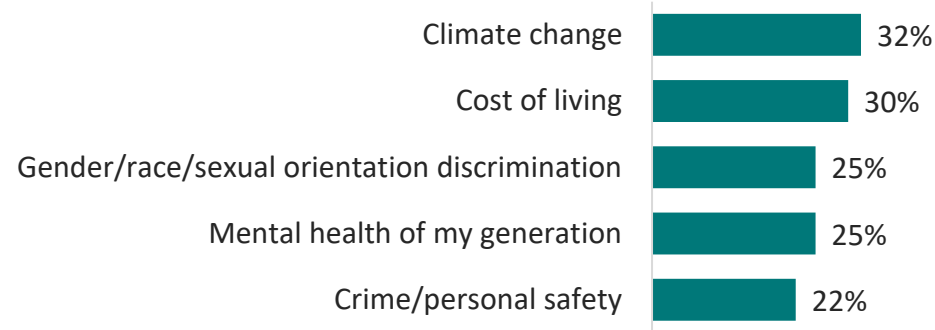 Climate change 32%
Cost of living 30%
Gender/race/sexual orientation discrimination 25%
Mental health of my generation 25%
Crime/personal safety 22%